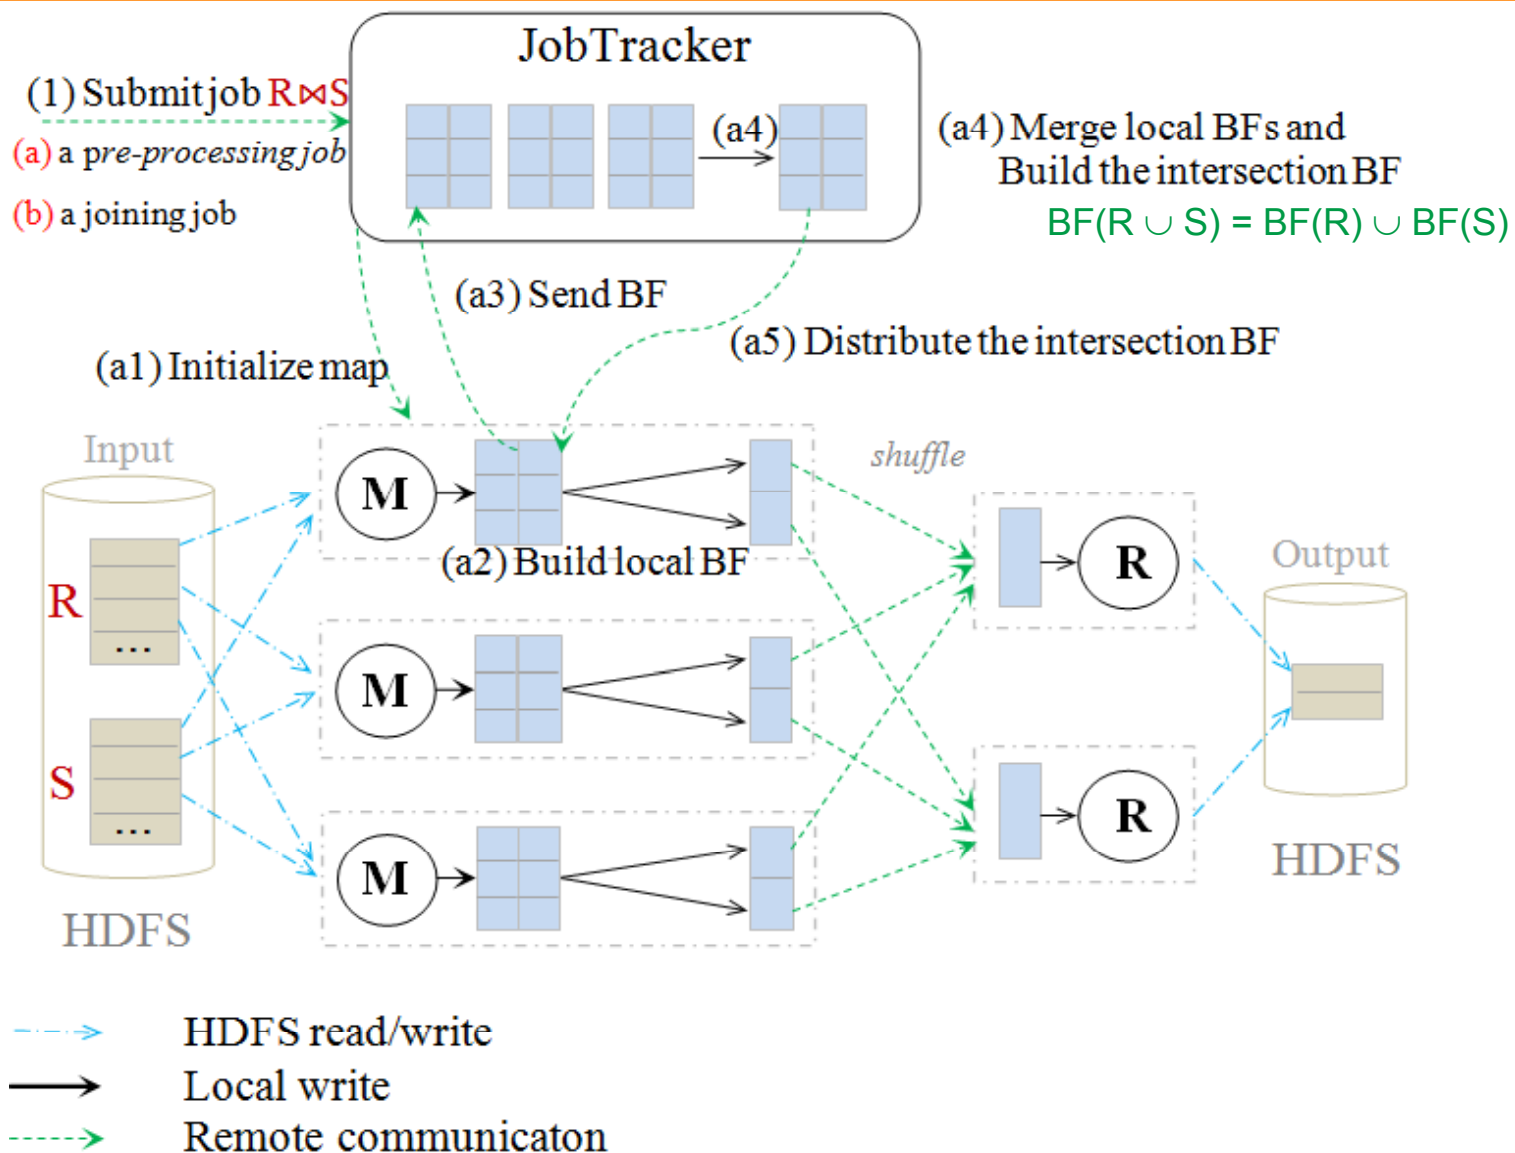 JobTracker
(1) Submit job R⋈S
(a) a pre-processing job
(b) a joining job
(a4)
(a4) Merge local BFs and
Build the intersection BF
BF(R ∪ S) = BF(R) ∪ BF(S)
(a3) Send BF
(a5) Distribute the intersection BF
(a1) Initialize map
Input
shuffle
M
(a2) Build local BF
R
...
R
Output
M
S
...
R
M
HDFS
HDFS
HDFS read/write
Local write
Remote communicaton